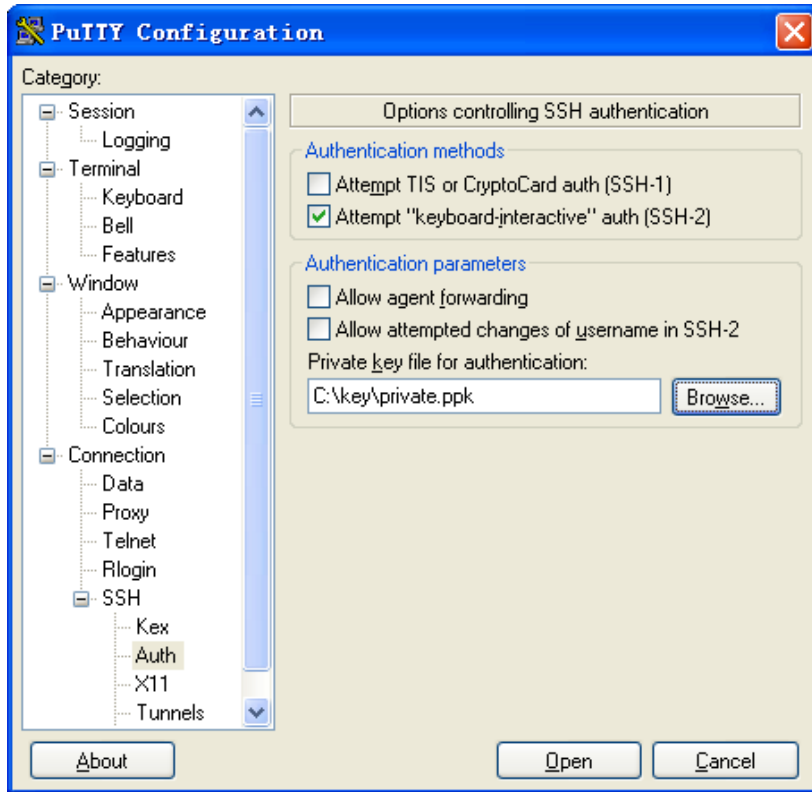 PuTTY Configuration
Category:
Session
Logging
Terminal
Keyboard
Bell
Features
Window
Appearance
Behaviour
Translation
Selection
Colours
Connection
Data
Proxy
Telnet
Rlogin
SSH
Kex
Auth
X11
Tunnels
Options controlling SSH authentication
Authentication methods
Attempt TIS or CryptoCard auth (SSH-1)
Attempt "keyboard-interactive" auth (SSH-2)
Authentication parameters
Allow agent forwarding
Allow attempted changes of username in SSH-2
Private key file for authentication:
C:\key\private.ppk
Browse...
About
Open
Cancel